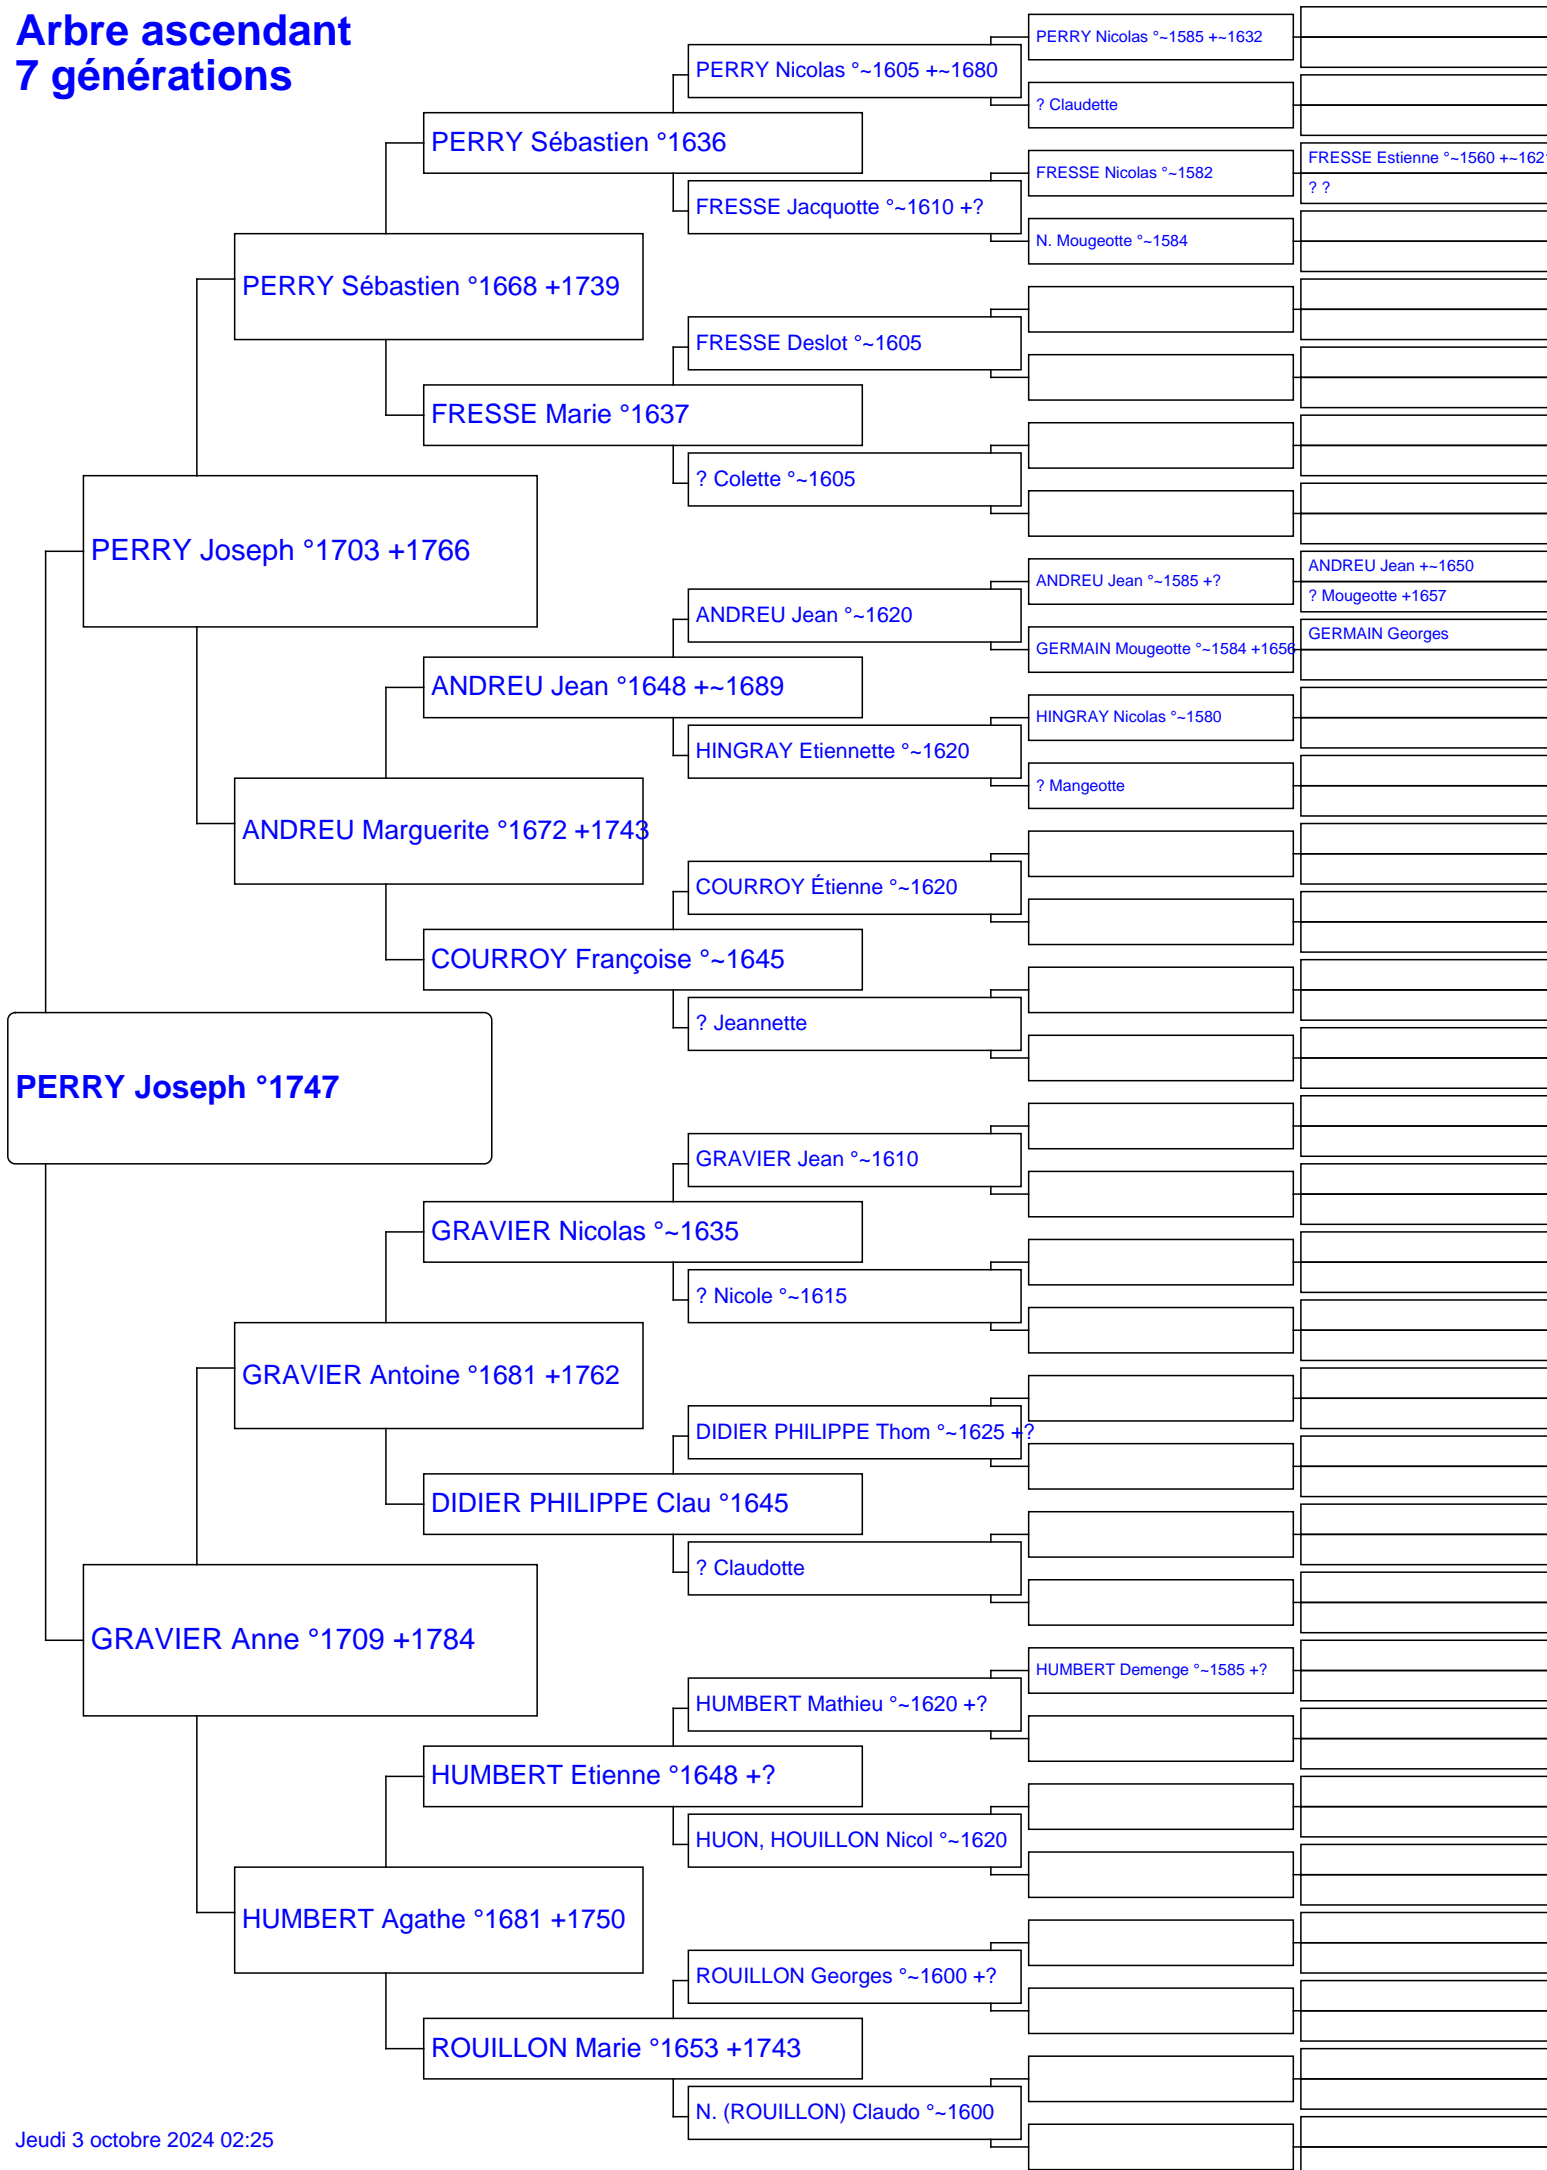 Arbre ascendant
7 générations
PERRY Nicolas °~1585 +~1632
PERRY Nicolas °~1605 +~1680
? Claudette
PERRY Sébastien °1636
FRESSE Estienne °~1560 +~162
FRESSE Nicolas °~1582
? ?
FRESSE Jacquotte °~1610 +?
N. Mougeotte °~1584
PERRY Sébastien °1668 +1739
FRESSE Deslot °~1605
FRESSE Marie °1637
? Colette °~1605
PERRY Joseph °1703 +1766
ANDREU Jean +~1650
ANDREU Jean °~1585 +?
? Mougeotte +1657
ANDREU Jean °~1620
GERMAIN Georges
GERMAIN Mougeotte °~1584 +1656
ANDREU Jean °1648 +~1689
HINGRAY Nicolas °~1580
HINGRAY Etiennette °~1620
? Mangeotte
ANDREU Marguerite °1672 +1743
COURROY Étienne °~1620
COURROY Françoise °~1645
? Jeannette
PERRY Joseph °1747
GRAVIER Jean °~1610
GRAVIER Nicolas °~1635
? Nicole °~1615
GRAVIER Antoine °1681 +1762
DIDIER PHILIPPE Thom °~1625 +?
DIDIER PHILIPPE Clau °1645
? Claudotte
GRAVIER Anne °1709 +1784
HUMBERT Demenge °~1585 +?
HUMBERT Mathieu °~1620 +?
HUMBERT Etienne °1648 +?
HUON, HOUILLON Nicol °~1620
HUMBERT Agathe °1681 +1750
ROUILLON Georges °~1600 +?
ROUILLON Marie °1653 +1743
N. (ROUILLON) Claudo °~1600
Jeudi 3 octobre 2024 02:25